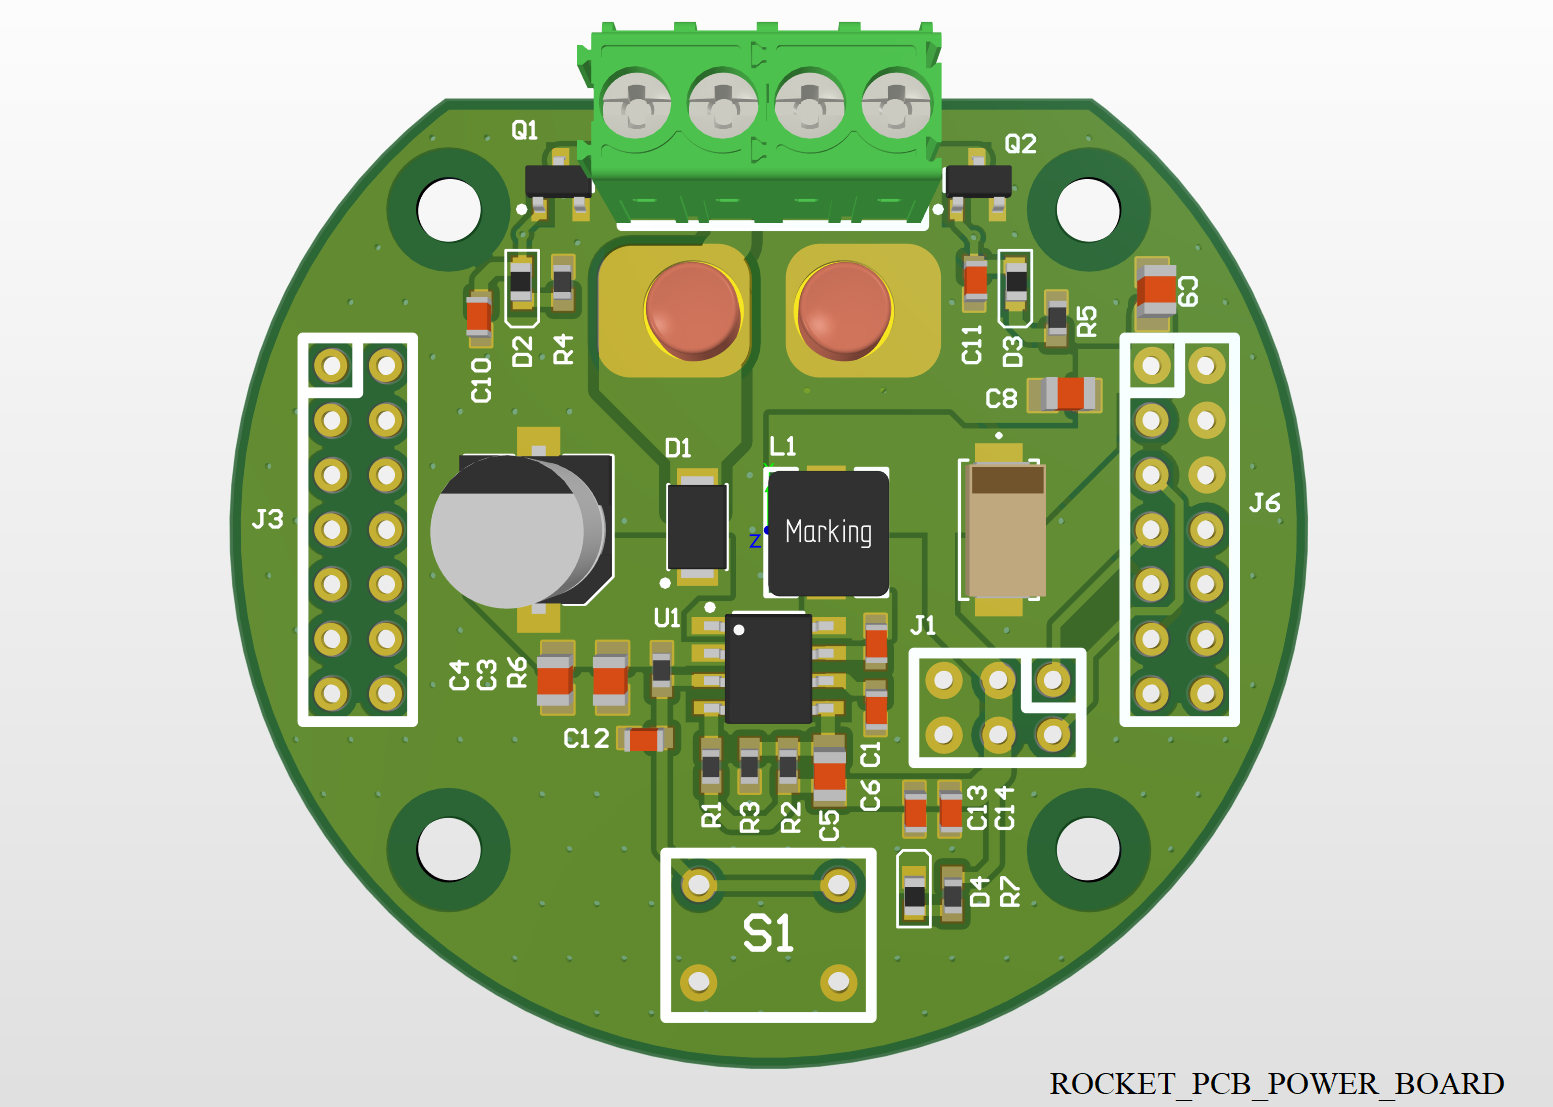 Q1
Q2
C9
C10
D2
R4
C11
D3
R5
C8
D1
L1
J3
J6
Marking
Z
U1
J1
C4
C3
R6
C12
C1
C6
R1
R3
R2
C5
C13
C14
D4
R7
S1
ROCKET_PCB_POWER_BOARD